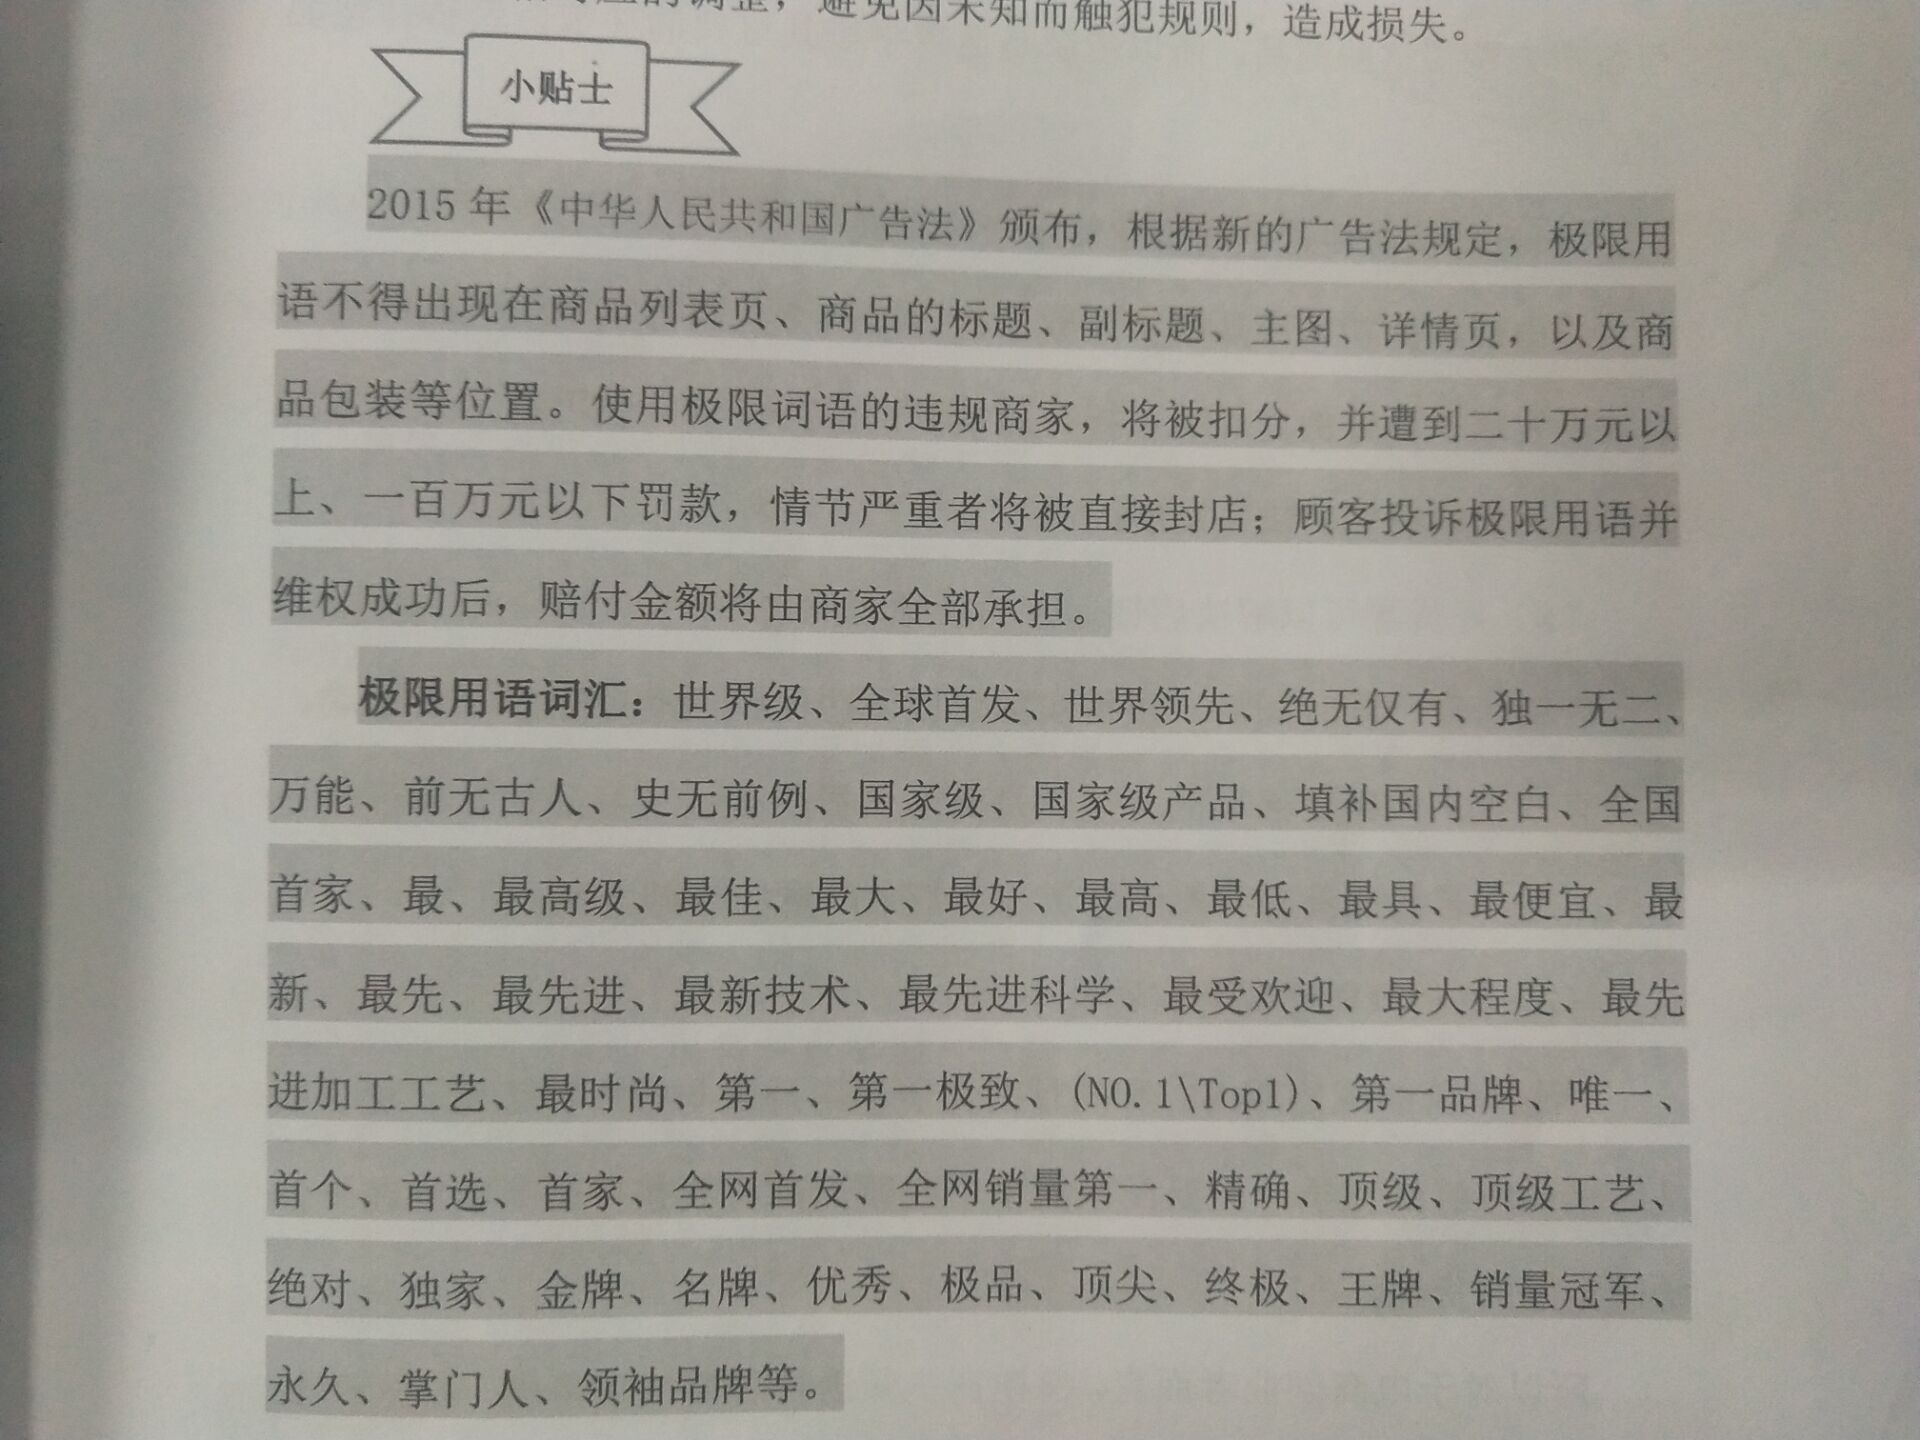 的调整，避免因未知而触犯规则，造成损失。
小贴士
2015 年《中华人民共和国广告法》颁布，根据新的广告法规定，极限用
语不得出现在商品列表页、商品的标题、副标题、主图、详情页，以及商
品包装等位置。使用极限词语的违规商家，将被扣分，并遭到二十万元以
上、一百万元以下罚款，情节严重者将被直接封店；顾客投诉极限用语并
维权成功后，赔付金额将由商家全部承担。
极限用语词汇：世界级、全球首发、世界领先、绝无仅有、独一无二、
万能、前无古人、史无前例、国家级、国家级产品、填补国内空白、全国
首家、最、最高级、最佳、最大、最好、最高、最低、最具、最便宜、最
新、最先、最先进、最新技术、最先进科学、最受欢迎、最大程度、最先
进加工工艺、最时尚、第一、第一极致、(NO.1\Top1)、第一品牌、唯一、
首个、首选、首家、全网首发、全网销量第一、精确、顶级、顶级工艺、
绝对、独家、金牌、名牌、优秀、极品、顶尖、终极、王牌、销量冠军、
永久、掌门人、领袖品牌等。